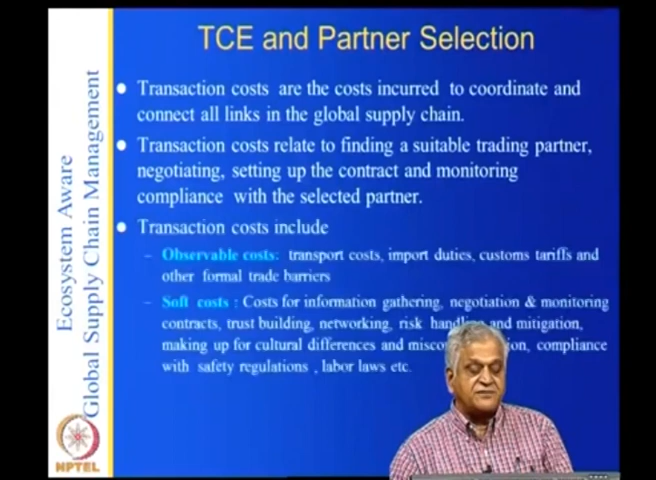 TCE and Partner Selection
Transaction costs are the costs incurred to coordinate and
connect all links in the global supply chain.
Transaction costs relate to finding a suitable trading partner,
negotiating, setting up the contract and monitoring
compliance with the selected partner.
Transaction costs include
– Observable costs: transport costs, import duties, customs tariffs and
other formal trade barriers
– Soft costs : Costs for information gathering, negotiation & monitoring
contracts, trust building, networking, risk handling and mitigation,
making up for cultural differences and compliance
with safety regulations , labor laws etc.
Ecosystem Aware
Global Supply Chain Management
NPTEL